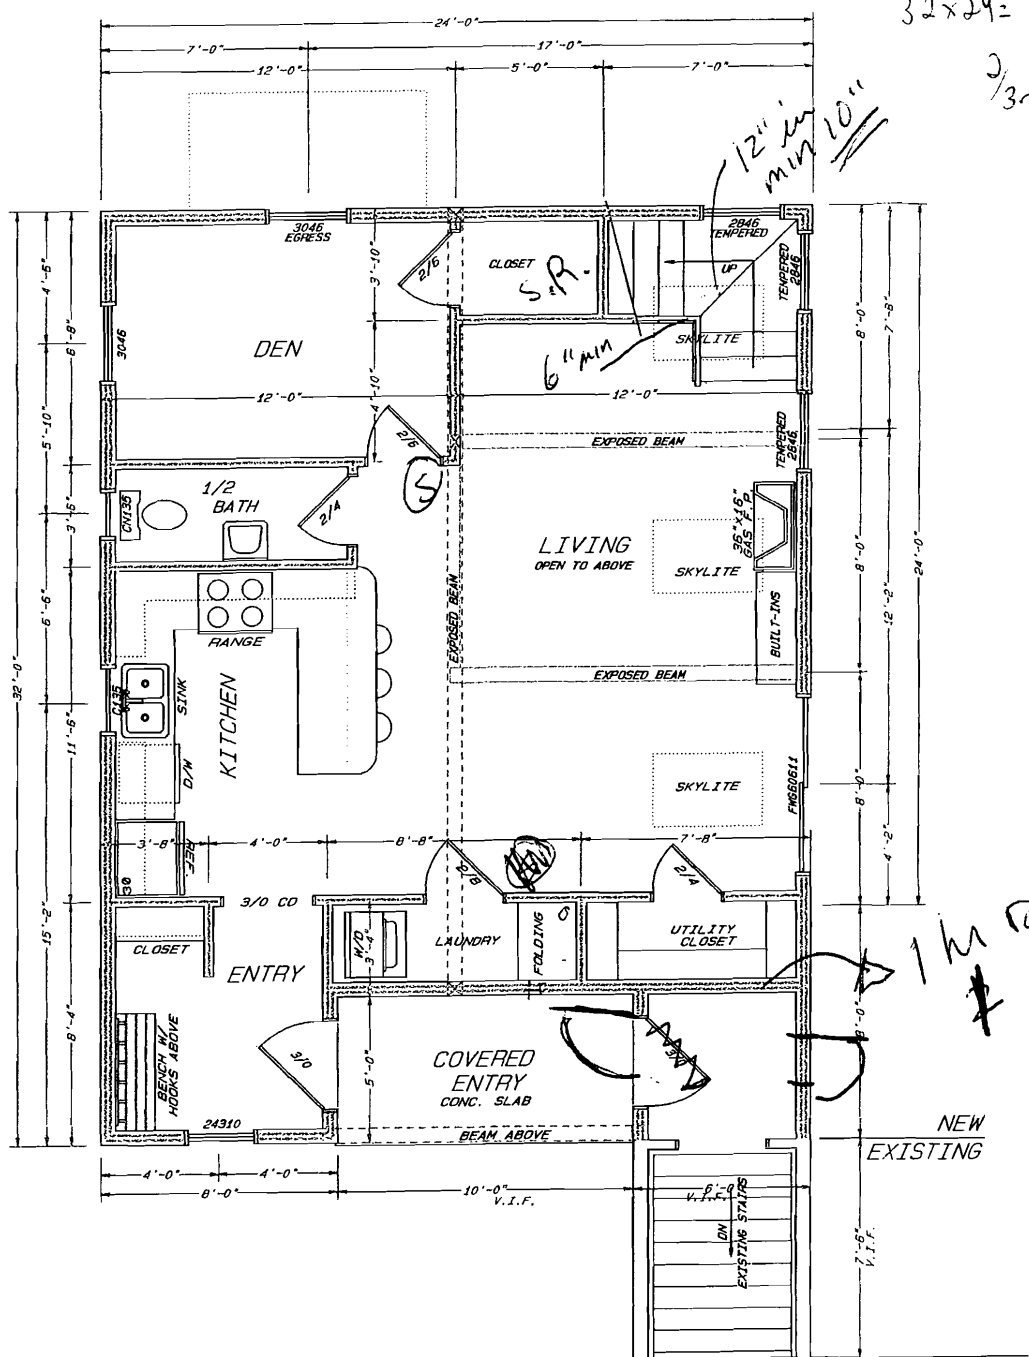 32x24=
24'-0"
7'-0"
17'-0"
12'-0"
5'-0"
7'-0"
12" in
min 10"
3046
EGRESS
2846
TEMPERED
CLOSET
S.R.
2/6
3'-10"
UP
TEMPERED
2846
4'-6"
6'-8"
3046
DEN
6" min
SKYLITE
8'-0"
7'-8"
12'-0"
4'-10"
12'-0"
5'-10"
2/6
EXPOSED BEAM
TEMPERED
2846
S
1/2
BATH
CN135
2/4
3'-6"
LIVING
OPEN TO ABOVE
36"x16"
GAS F.P.
SKYLITE
8'-0"
24'-0"
12'-2"
6'-6"
RANGE
EXPOSED BEAM
BUILT-INS
EXPOSED BEAM
32'-0"
C135
SINK
KITCHEN
11'-6"
D/W
SKYLITE
FWG60611
8'-0"
4'-2"
3'-8"
4'-0"
8'-8"
7'-8"
REF.
30
2/8
2/4
3/0 CD
15'-2"
CLOSET
ENTRY
W/D
3'-4"
LAUNDRY
FOLDING
UTILITY
CLOSET
1 hr
8'-4"
BENCH W/
HOOKS ABOVE
3/0
5'-0"
COVERED
ENTRY
CONC. SLAB
3/0
8'-0"
24310
BEAM ABOVE
NEW
EXISTING
4'-0"
4'-0"
8'-0"
10'-0"
V.I.F.
6'-0"
V.I.F.
DN
EXISTING STAIRS
7'-6"
V.I.F.